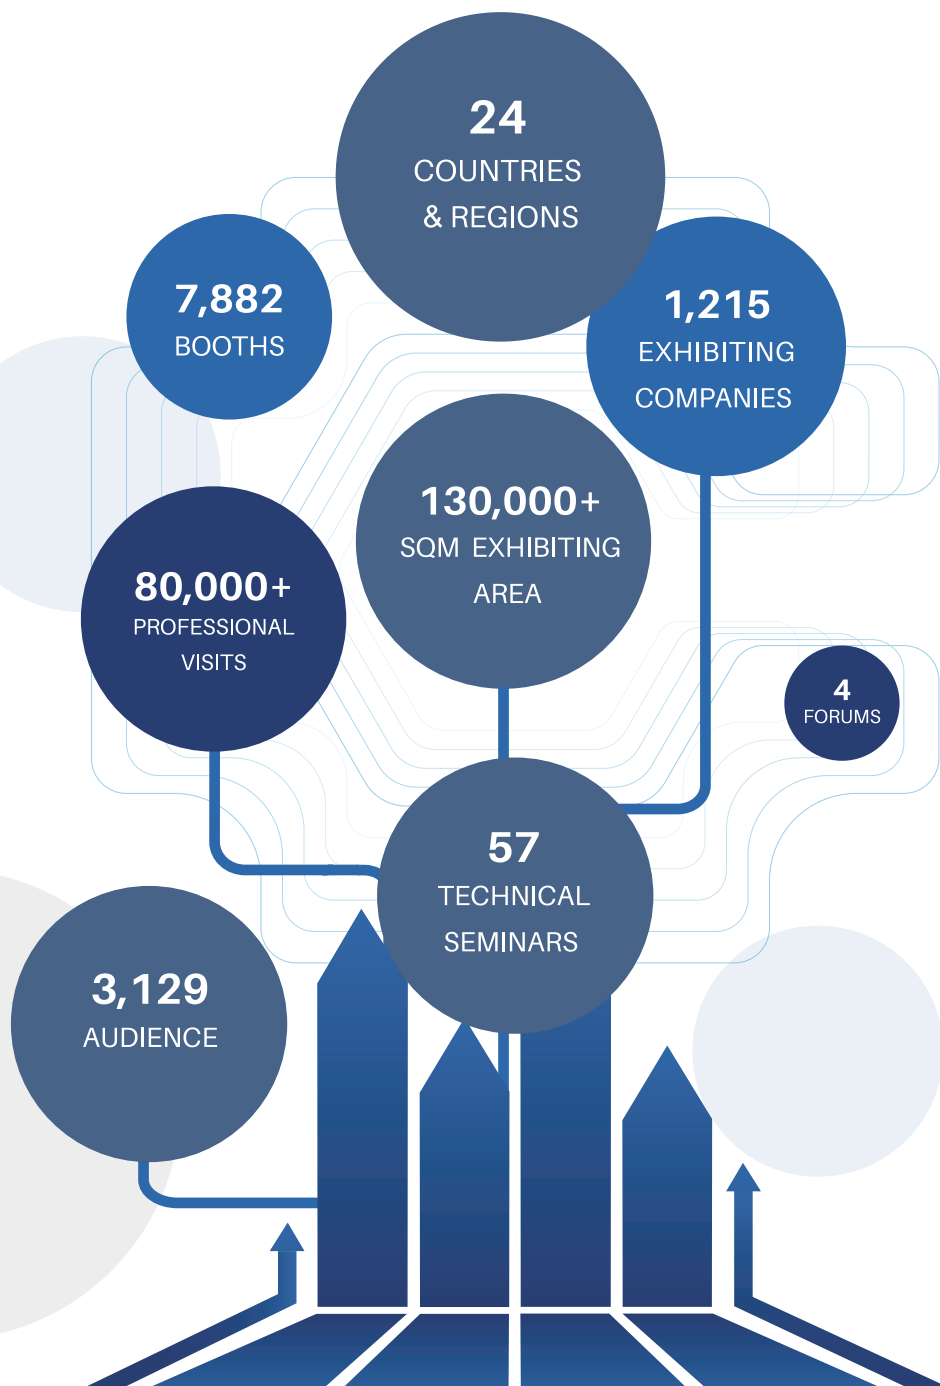 24
COUNTRIES
& REGIONS
7,882
BOOTHS
1,215
EXHIBITING
COMPANIES
130,000+
SQM EXHIBITING
AREA
80,000+
PROFESSIONAL
VISITS
4
FORUMS
57
TECHNICAL
SEMINARS
3,129
AUDIENCE